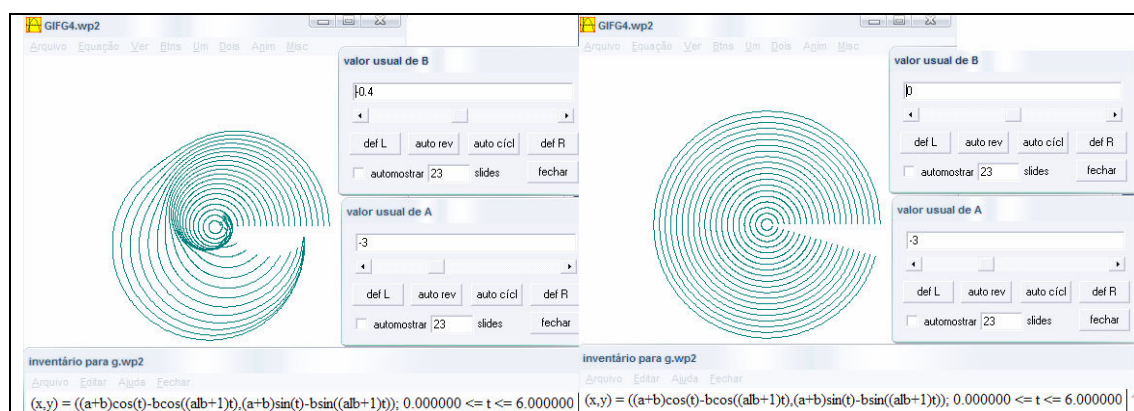 GIFG4.wp2
Arquivo Equação Ver Btns Um Dois Anim Misc
valor usual de B
-0.4
def L auto rev auto cícl def R
automostrar 23 slides fechar
valor usual de A
-3
def L auto rev auto cícl def R
automostrar 23 slides fechar
inventário para g.wp2
Arquivo Editar Ajuda Fechar
(x,y) = ((a+b)cos(t)-bcos((alb+1)t),(a+b)sin(t)-bsin((alb+1)t)); 0.000000 <= t <= 6.000000
GIFG4.wp2
Arquivo Equação Ver Btns Um Dois Anim Misc
valor usual de B
0
def L auto rev auto cícl def R
automostrar 23 slides fechar
valor usual de A
-3
def L auto rev auto cícl def R
automostrar 23 slides fechar
inventário para g.wp2
Arquivo Editar Ajuda Fechar
(x,y) = ((a+b)cos(t)-bcos((alb+1)t),(a+b)sin(t)-bsin((alb+1)t)); 0.000000 <= t <= 6.000000